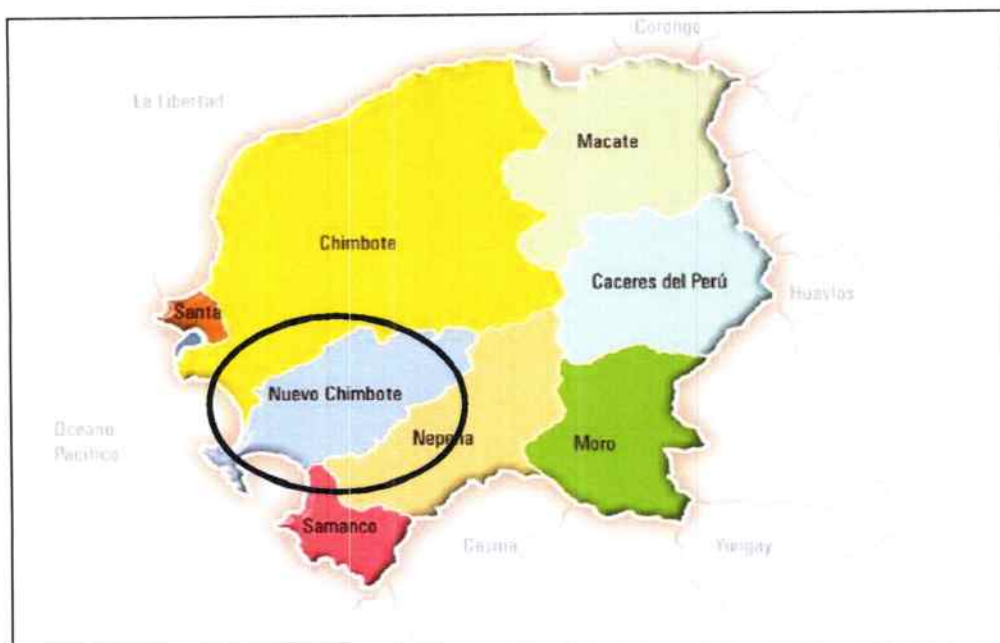 Corongo
La Libertad
Macate
Chimbote
Caceres del Perú
Huaylas
Santa
Nuevo Chimbote
Oceano
Pacifico
Nepeña
Moro
Samanco
Casma
Yungay